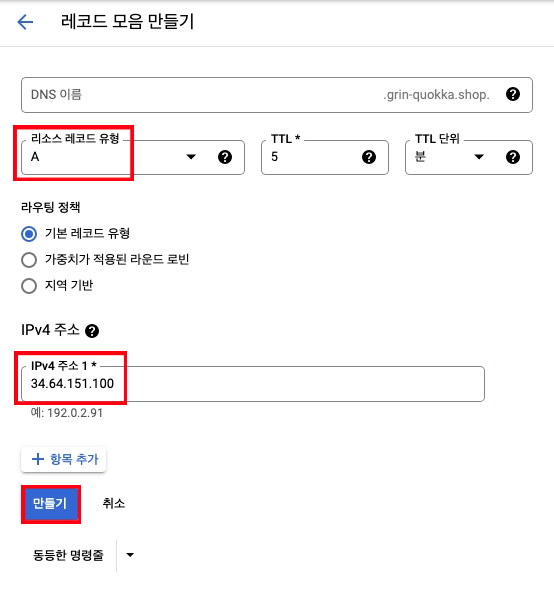 레코드 모음 만들기
DNS 이름 .grin-quokka.shop.
리소스 레코드 유형 TTL * TTL 단위
A 5 분
라우팅 정책
기본 레코드 유형
가중치가 적용된 라운드 로빈
지역 기반
IPv4 주소
IPv4 주소 1 *
34.64.151.100
예: 192.0.2.91
+ 항목 추가
만들기 취소
동등한 명령줄